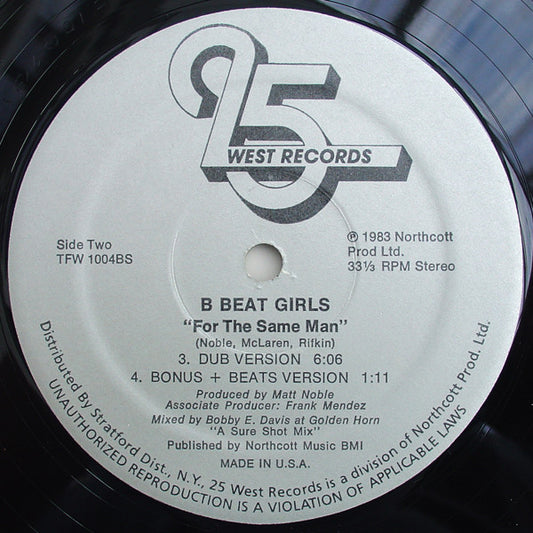 25
WEST RECORDS
Side Two
TFW 1004BS
℗ 1983 Northcott
Prod Ltd.
33⅓ RPM Stereo
B BEAT GIRLS
"For The Same Man"
(Noble, McLaren, Rifkin)
3. DUB VERSION 6:06
4. BONUS + BEATS VERSION 1:11
Produced by Matt Noble
Associate Producer: Frank Mendez
Mixed by Bobby E. Davis at Golden Horn
"A Sure Shot Mix"
Published by Northcott Music BMI
MADE IN U.S.A.
Distributed By Stratford Dist., N.Y., 25 West Records is a division of Northcott Prod. Ltd.
UNAUTHORIZED REPRODUCTION IS A VIOLATION OF APPLICABLE LAWS